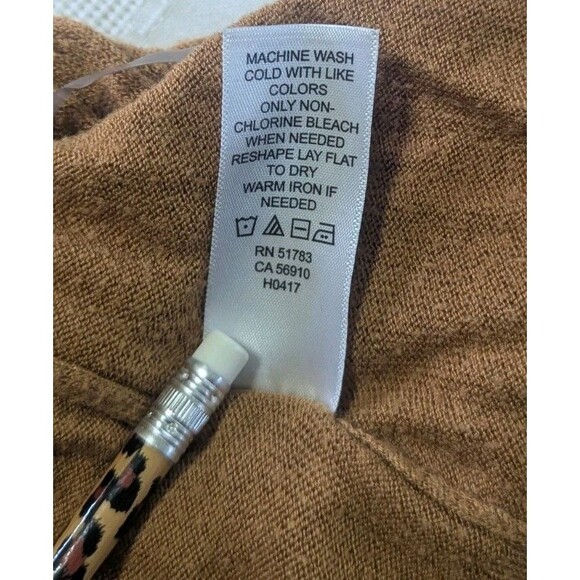 MACHINE WASH
COLD WITH LIKE
COLORS
ONLY NON-
CHLORINE BLEACH
WHEN NEEDED
RESHAPE LAY FLAT
TO DRY
WARM IRON IF
NEEDED
RN 51783
CA 56910
H0417